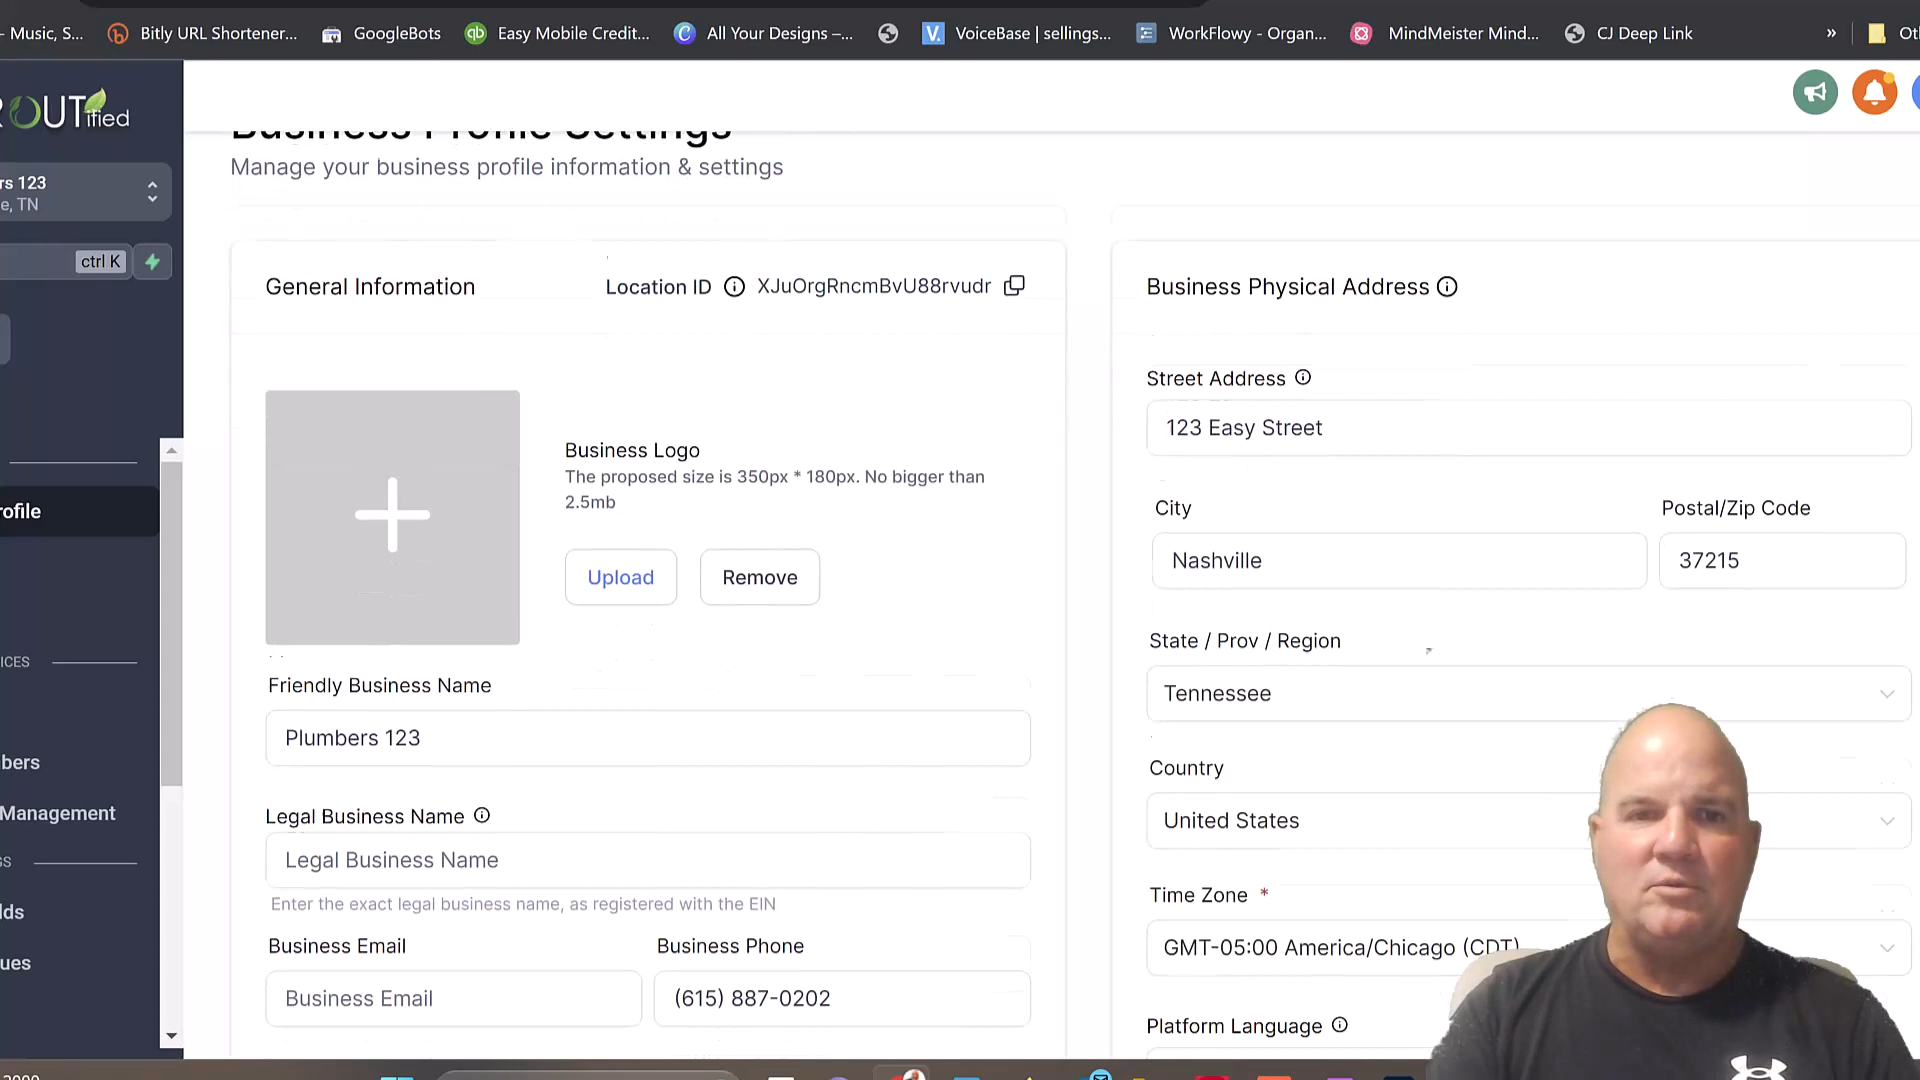 - Music, S...
Bitly URL Shortener...
GoogleBots
Easy Mobile Credit...
All Your Designs –...
VoiceBase | sellings...
WorkFlowy - Organ...
MindMeister Mind...
CJ Deep Link
»
ROUTified
rs 123
e, TN
ctrl K
Business Profile Settings
Manage your business profile information & settings
General Information
Location ID
XJuOrgRncmBvU88rvudr
Business Logo
The proposed size is 350px * 180px. No bigger than
2.5mb
Upload
Remove
Friendly Business Name
Plumbers 123
Legal Business Name
Legal Business Name
Enter the exact legal business name, as registered with the EIN
Business Email
Business Phone
Business Email
(615) 887-0202
Business Physical Address
Street Address
123 Easy Street
City
Postal/Zip Code
Nashville
37215
State / Prov / Region
Tennessee
Country
United States
Time Zone *
GMT-05:00 America/Chicago (CDT)
Platform Language
rofile
ICES
bers
Management
GS
lds
ues